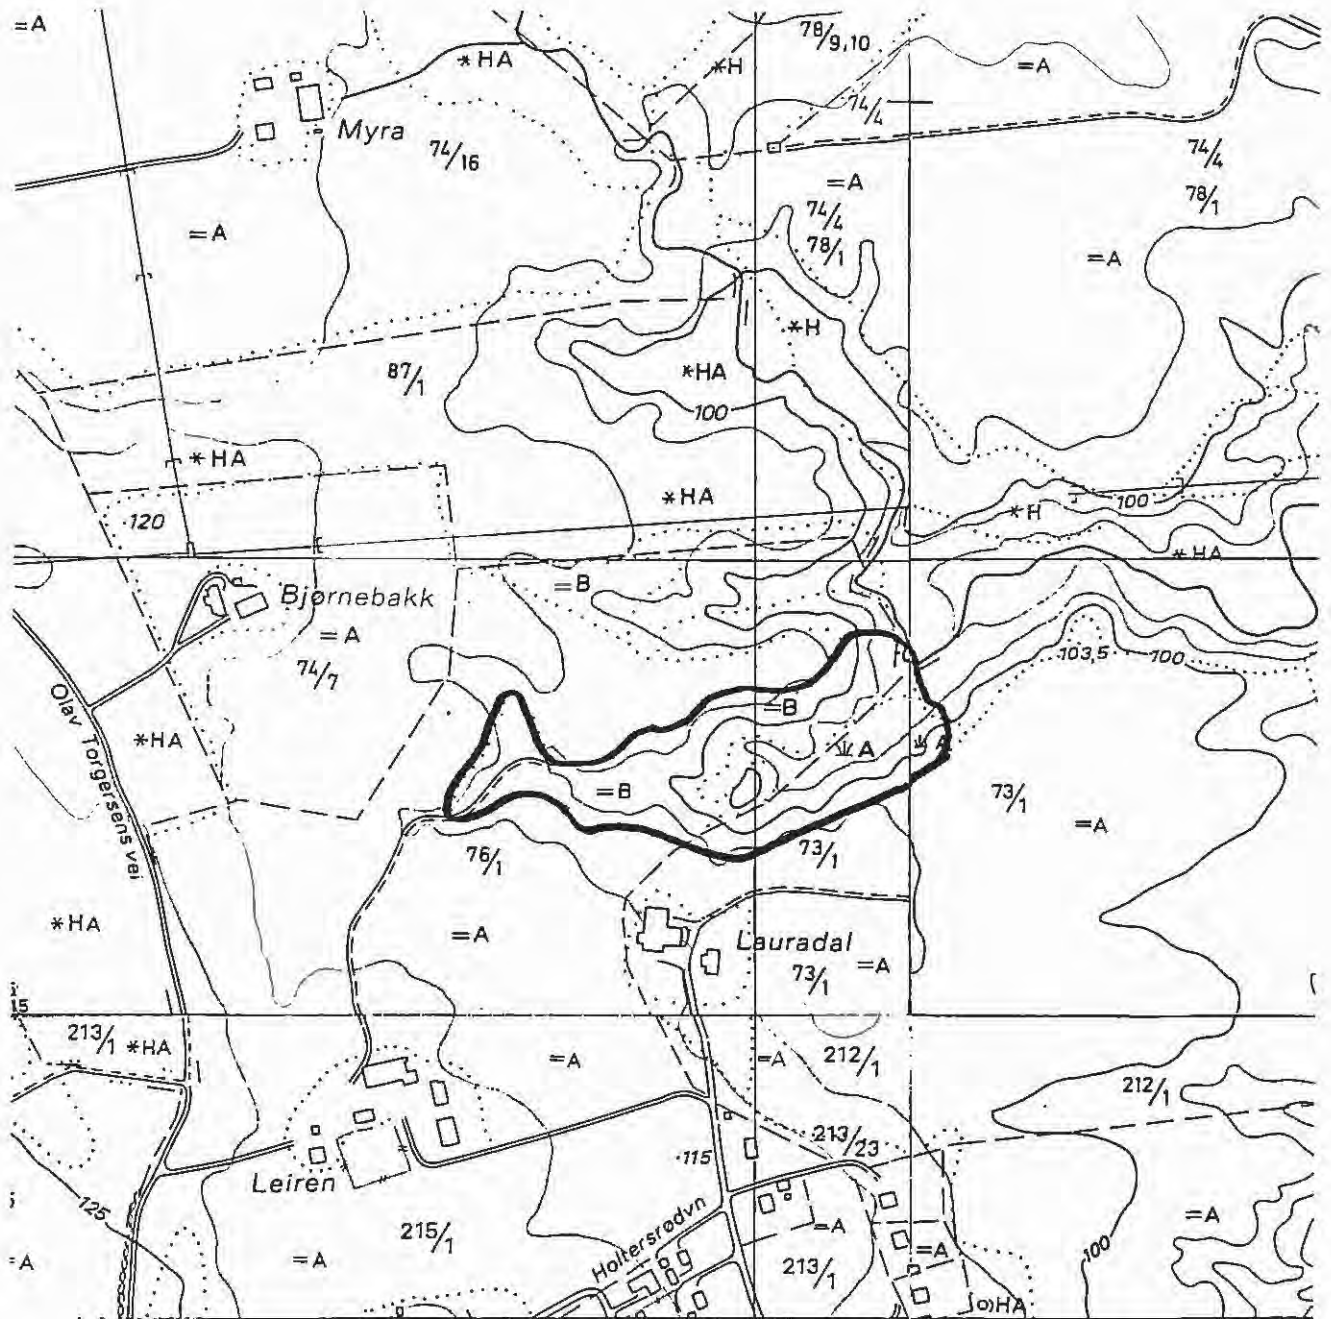 =A
78/9,10
*HA
*H
=A
74/4
Myra
74/16
74/4
=A
74/4
78/1
78/1
=A
=A
*H
87/1
*HA
100
*HA
*HA
100
*H
120
*HA
=B
Bjørnebakk
=A
103,5
100
74/7
Olav Torgersens vei
=B
*HA
A
A
=B
73/1
=A
76/1
73/1
*HA
=A
Lauradal
73/1
=A
213/1
*HA
=A
=A
212/1
212/1
213/23
115
Leiren
125
215/1
=A
=A
=A
=A
=A
Holtersrødvn
213/1
100
o)HA